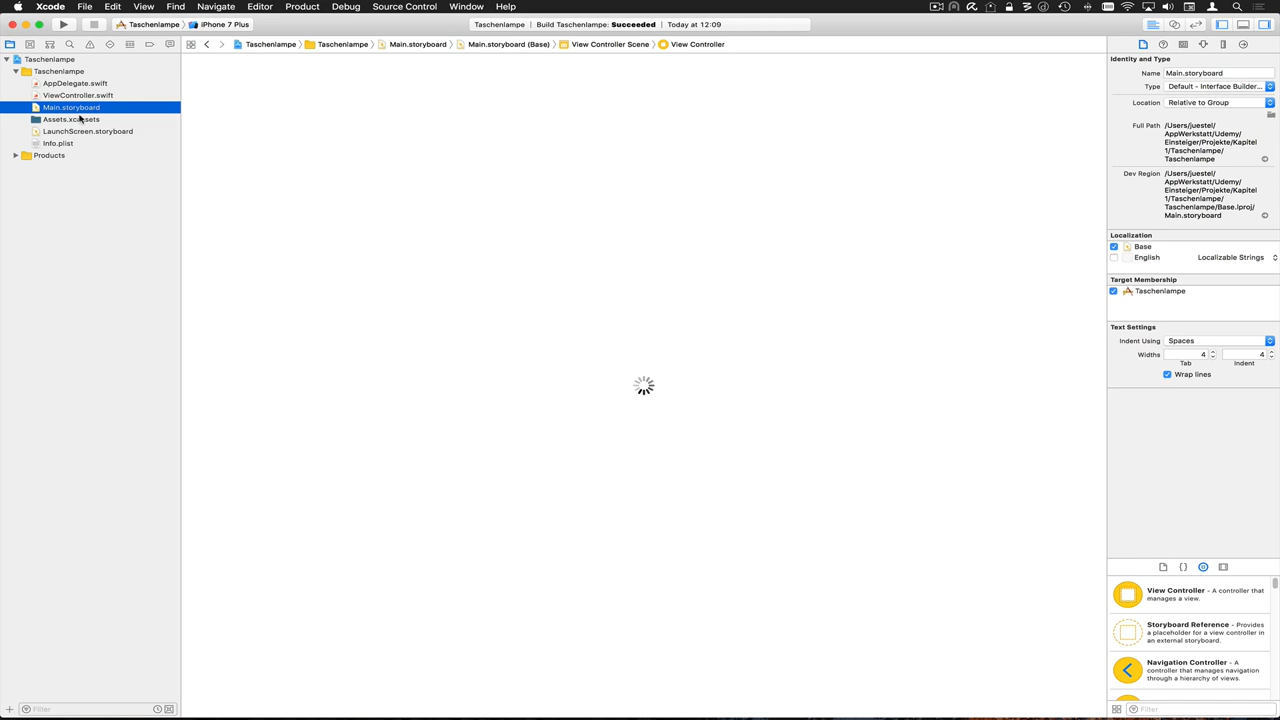 Xcode File Edit View Find Navigate Editor Product Debug Source Control Window Help
Taschenlampe iPhone 7 Plus
Taschenlampe | Build Taschenlampe: Succeeded | Today at 12:09
Taschenlampe Taschenlampe Main.storyboard Main.storyboard (Base) View Controller Scene View Controller
Taschenlampe
Taschenlampe
AppDelegate.swift
ViewController.swift
Main.storyboard
Assets.xcassets
LaunchScreen.storyboard
Info.plist
Products
Filter
Identity and Type
Name Main.storyboard
Type Default - Interface Builder...
Location Relative to Group
Full Path /Users/juestel/
AppWerkstatt/Udemy/
Einsteiger/Projekte/Kapitel
1/Taschenlampe/
Taschenlampe
Dev Region /Users/juestel/
AppWerkstatt/Udemy/
Einsteiger/Projekte/Kapitel
1/Taschenlampe/
Taschenlampe/Base.lproj/
Main.storyboard
Localization
Base
English Localizable Strings
Target Membership
Taschenlampe
Text Settings
Indent Using Spaces
Widths 4 4
Tab Indent
Wrap lines
View Controller - A controller that
manages a view.
Storyboard Reference - Provides
a placeholder for a view controller in
an external storyboard.
Navigation Controller - A
controller that manages navigation
through a hierarchy of views.
Filter